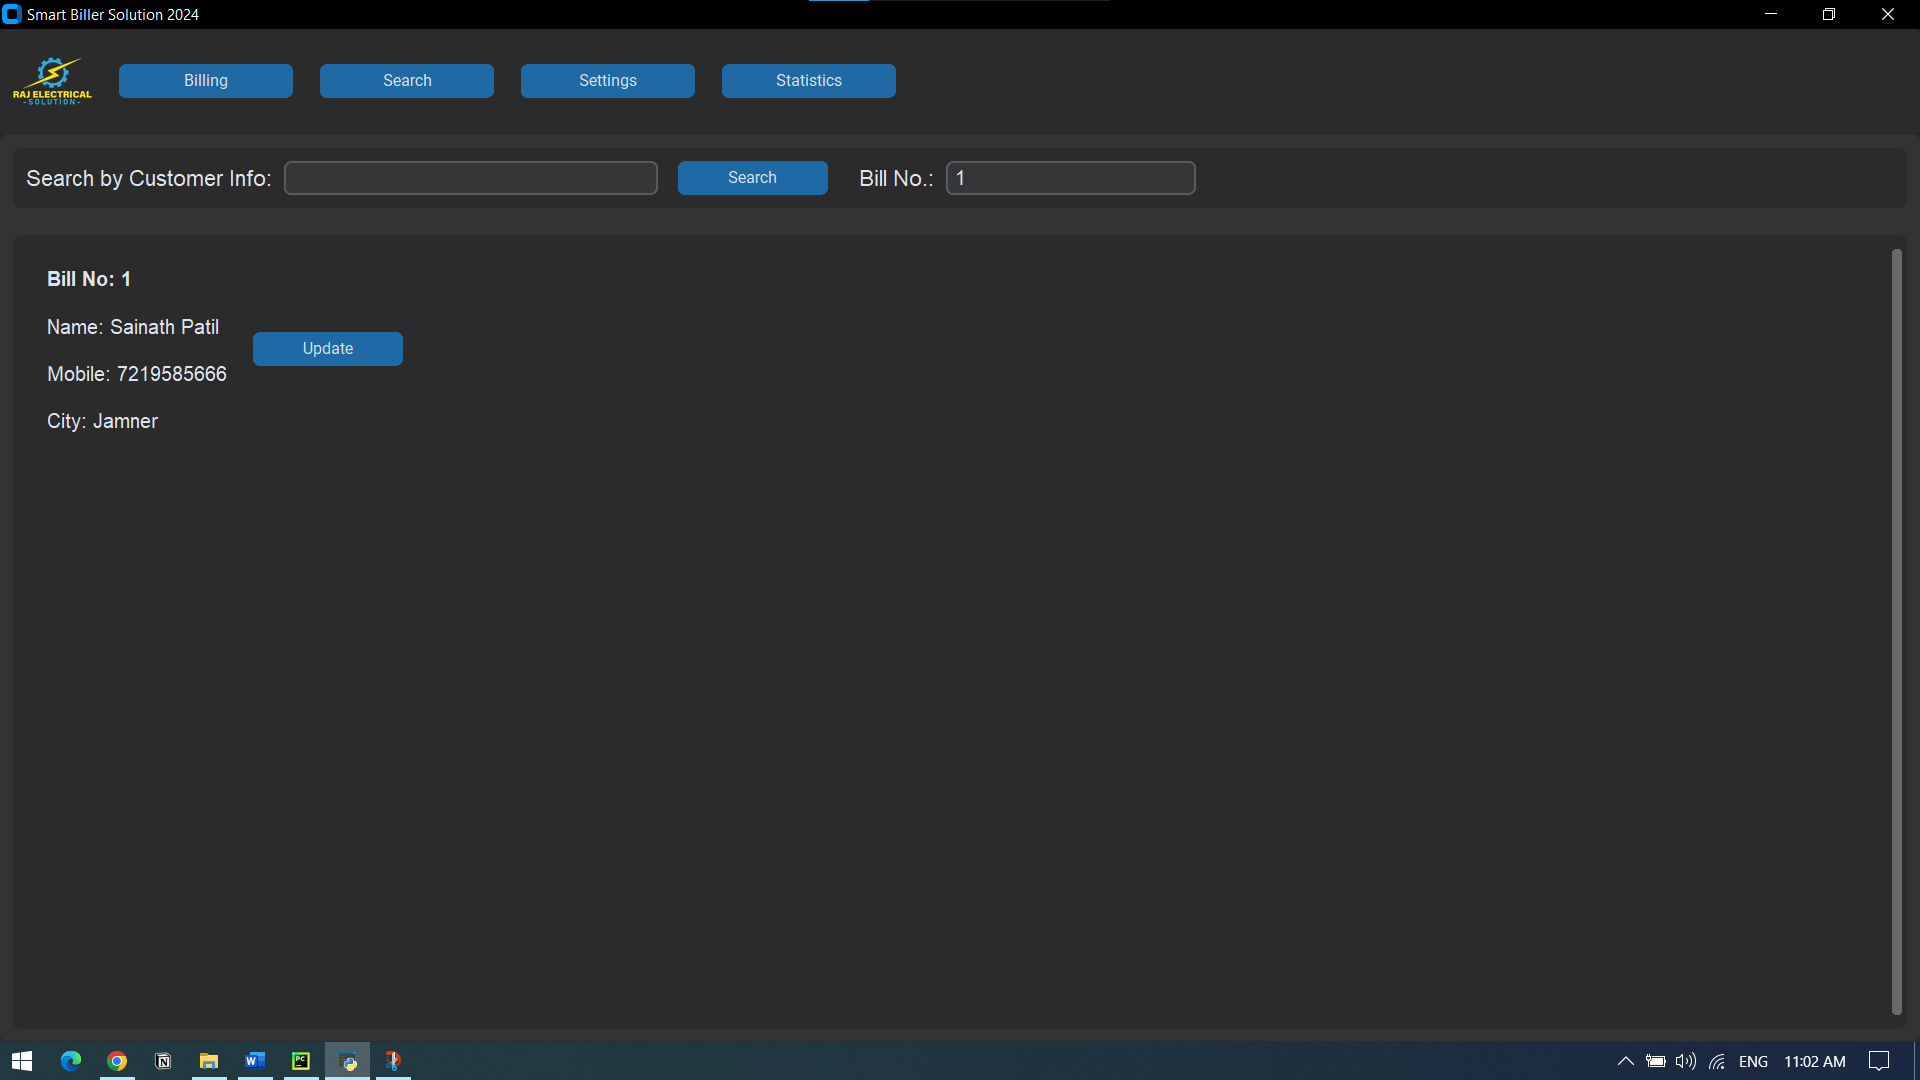 Smart Biller Solution 2024
RAJ ELECTRICAL
-SOLUTION-
Billing
Search
Settings
Statistics
Search by Customer Info:
Search
Bill No.: 1
Bill No: 1
Name: Sainath Patil
Update
Mobile: 7219585666
City: Jamner
ENG
11:02 AM